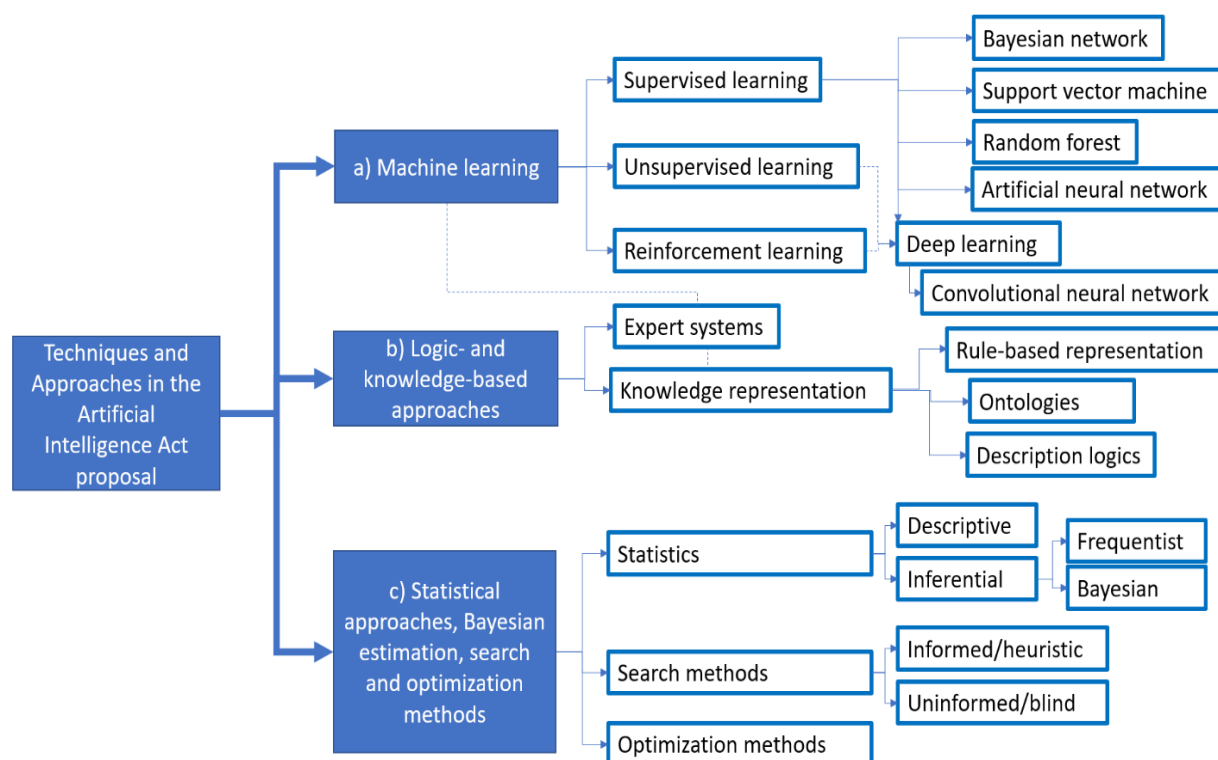 Techniques and
Approaches in the
Artificial
Intelligence Act
proposal
a) Machine learning
Supervised learning
Bayesian network
Support vector machine
Random forest
Artificial neural network
Unsupervised learning
Reinforcement learning
Deep learning
Convolutional neural network
b) Logic- and
knowledge-based
approaches
Expert systems
Knowledge representation
Rule-based representation
Ontologies
Description logics
c) Statistical
approaches, Bayesian
estimation, search
and optimization
methods
Statistics
Descriptive
Inferential
Frequentist
Bayesian
Search methods
Informed/heuristic
Uninformed/blind
Optimization methods